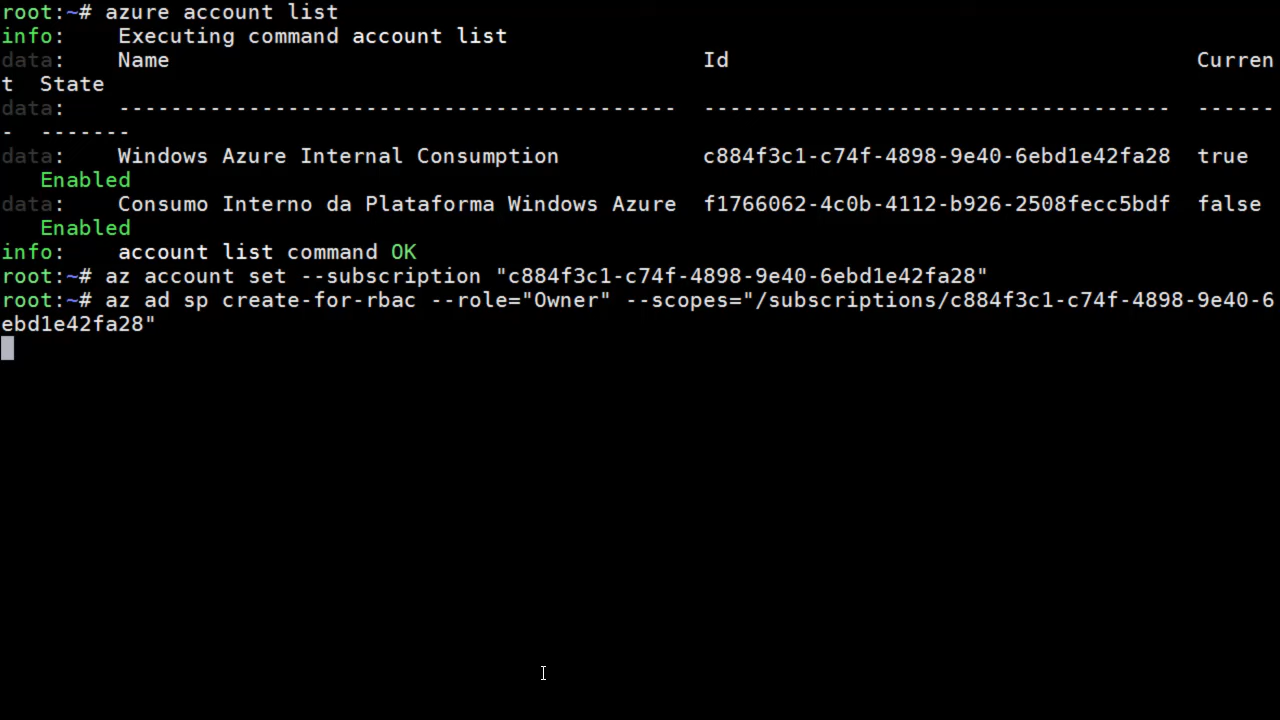 root:~# azure account list
info:    Executing command account list
data:    Name                                         Id                                    Curren
t  State
data:    -------------------------------------------  ------------------------------------  ------
-  -------
data:    Windows Azure Internal Consumption           c884f3c1-c74f-4898-9e40-6ebd1e42fa28  true
   Enabled
data:    Consumo Interno da Plataforma Windows Azure  f1766062-4c0b-4112-b926-2508fecc5bdf  false
   Enabled
info:    account list command OK
root:~# az account set --subscription "c884f3c1-c74f-4898-9e40-6ebd1e42fa28"
root:~# az ad sp create-for-rbac --role="Owner" --scopes="/subscriptions/c884f3c1-c74f-4898-9e40-6
ebd1e42fa28"